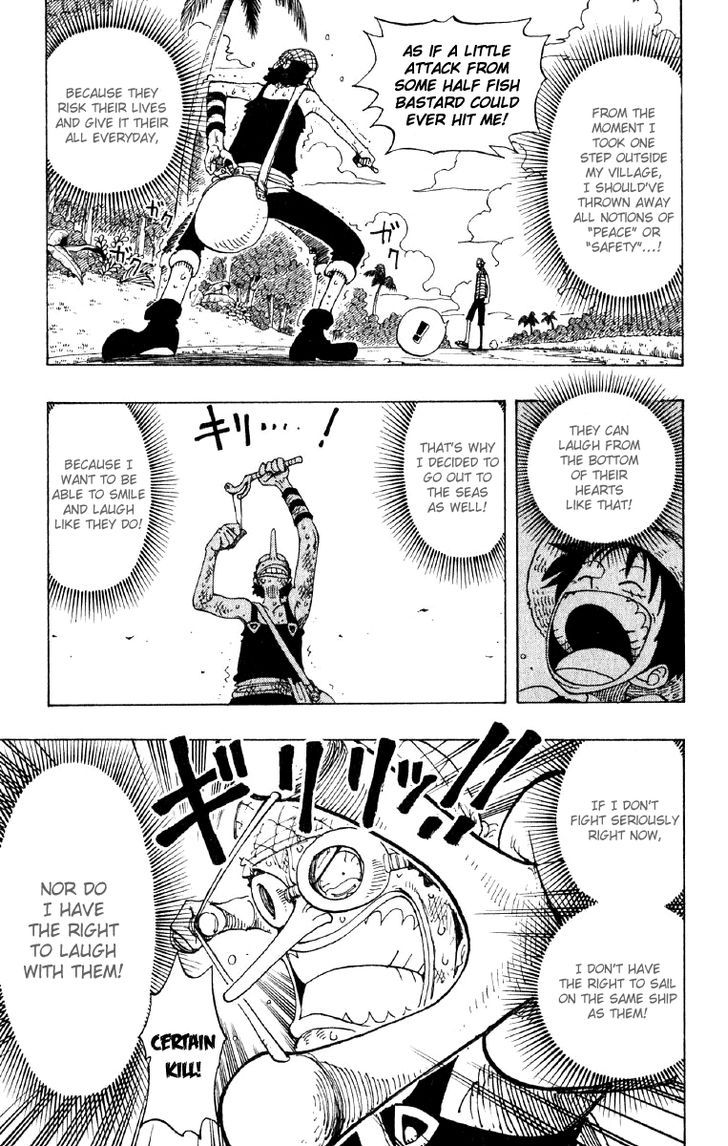 FROM THE
MOMENT I
TOOK ONE
STEP OUTSIDE
MY VILLAGE,
I SHOULD'VE
THROWN AWAY
ALL NOTIONS OF
"PEACE" OR
"SAFETY"...!
AS IF A LITTLE
ATTACK FROM
SOME HALF FISH
BASTARD COULD
EVER HIT ME!
!
ガク
ガク
BECAUSE THEY
RISK THEIR LIVES
AND GIVE IT THEIR
ALL EVERYDAY,
THEY CAN
LAUGH FROM
THE BOTTOM
OF THEIR
HEARTS
LIKE THAT!
THAT'S WHY
I DECIDED TO
GO OUT TO
THE SEAS
AS WELL!
キリ……!
BECAUSE I
WANT TO BE
ABLE TO SMILE
AND LAUGH
LIKE THEY DO!
IF I DON'T
FIGHT SERIOUSLY
RIGHT NOW,
I DON'T HAVE
THE RIGHT TO SAIL
ON THE SAME SHIP
AS THEM!
ギリリッ!!
NOR DO
I HAVE
THE RIGHT
TO LAUGH
WITH THEM!
CERTAIN
KILL!